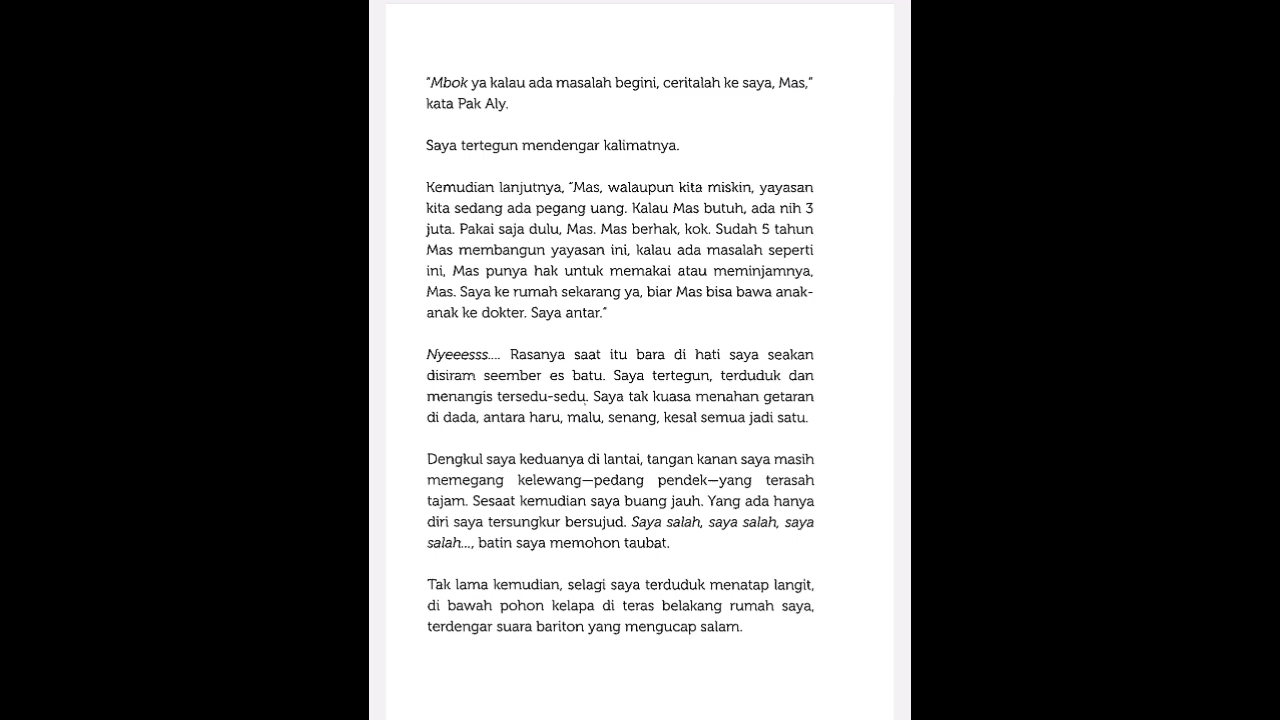 "Mbok ya kalau ada masalah begini, ceritalah ke saya, Mas,"
kata Pak Aly.
Saya tertegun mendengar kalimatnya.
Kemudian lanjutnya, "Mas, walaupun kita miskin, yayasan
kita sedang ada pegang uang. Kalau Mas butuh, ada nih 3
juta. Pakai saja dulu, Mas. Mas berhak, kok. Sudah 5 tahun
Mas membangun yayasan ini, kalau ada masalah seperti
ini, Mas punya hak untuk memakai atau meminjamnya,
Mas. Saya ke rumah sekarang ya, biar Mas bisa bawa anak-
anak ke dokter. Saya antar."
Nyeeesss.... Rasanya saat itu bara di hati saya seakan
disiram seember es batu. Saya tertegun, terduduk dan
menangis tersedu-sedu. Saya tak kuasa menahan getaran
di dada, antara haru, malu, senang, kesal semua jadi satu.
Dengkul saya keduanya di lantai, tangan kanan saya masih
memegang kelewang—pedang pendek—yang terasah
tajam. Sesaat kemudian saya buang jauh. Yang ada hanya
diri saya tersungkur bersujud. Saya salah, saya salah, saya
salah..., batin saya memohon taubat.
Tak lama kemudian, selagi saya terduduk menatap langit,
di bawah pohon kelapa di teras belakang rumah saya,
terdengar suara bariton yang mengucap salam.